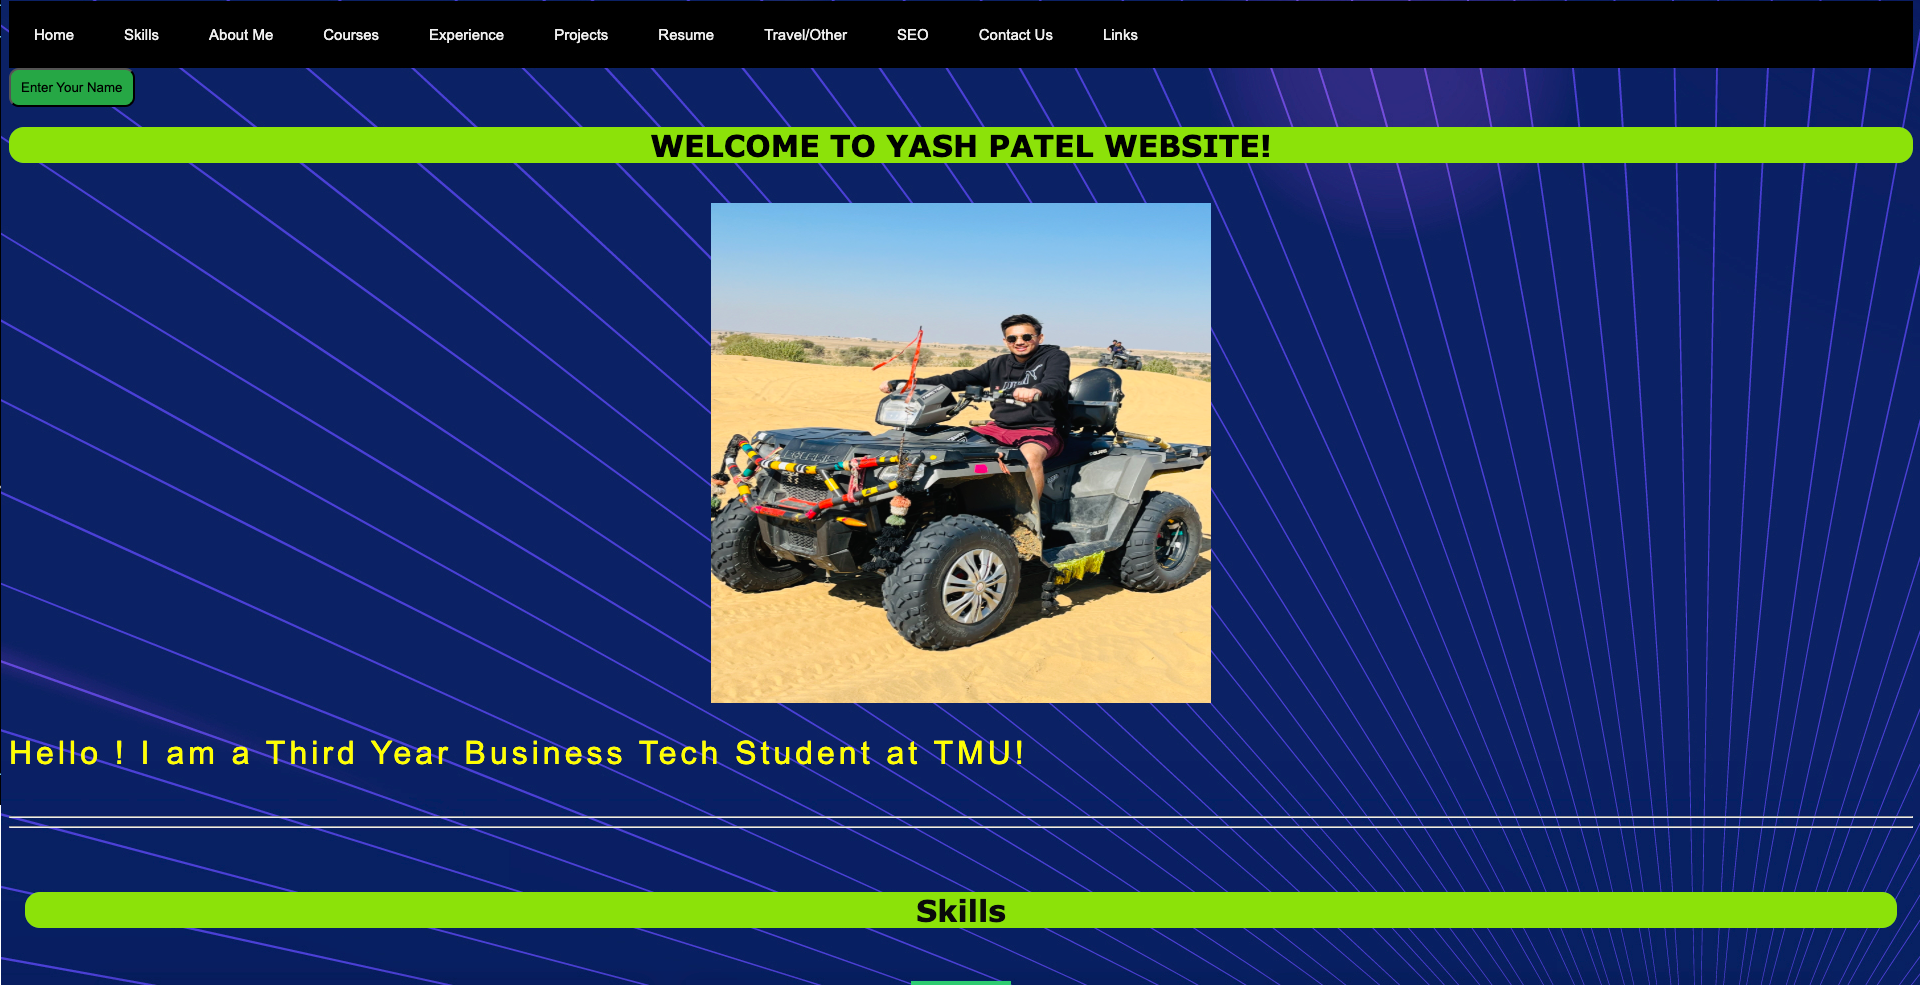 Home Skills About Me Courses Experience Projects Resume Travel/Other SEO Contact Us Links
Enter Your Name
WELCOME TO YASH PATEL WEBSITE!
Hello ! I am a Third Year Business Tech Student at TMU!
Skills